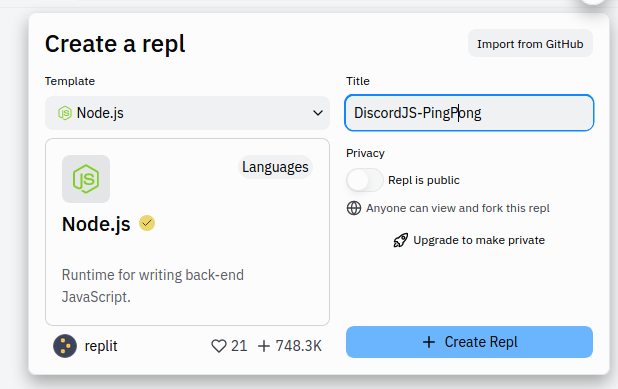 Create a repl
Import from GitHub
Template
Node.js
JS
Languages
Node.js
Runtime for writing back-end
JavaScript.
replit
21
748.3K
Title
DiscordJS-PingPong
Privacy
Repl is public
Anyone can view and fork this repl
Upgrade to make private
+ Create Repl